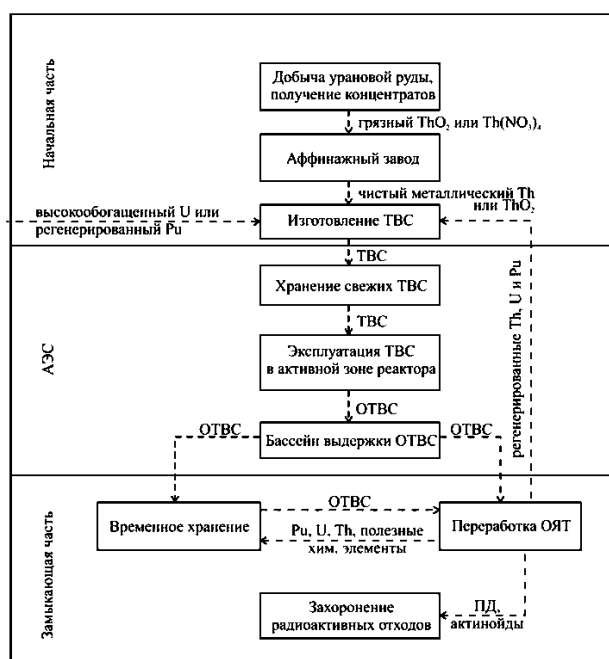 Начальная часть
Добыча урановой руды,
получение концентратов
грязный ThO₂ или Th(NO₃)₄
Аффинажный завод
чистый металлический Th
или ThO₂
высокообогащенный U или
регенерированный Pu
Изготовление ТВС
ТВС
АЭС
Хранение свежих ТВС
ТВС
Эксплуатация ТВС
в активной зоне реактора
регенерированные Th, U и Pu
ОТВС
ОТВС
Бассейн выдержки ОТВС
ОТВС
Замыкающая часть
ОТВС
Временное хранение
Pu, U, Th, полезные
хим. элементы
Переработка ОЯТ
Захоронение
радиоактивных отходов
ПД,
актинойды